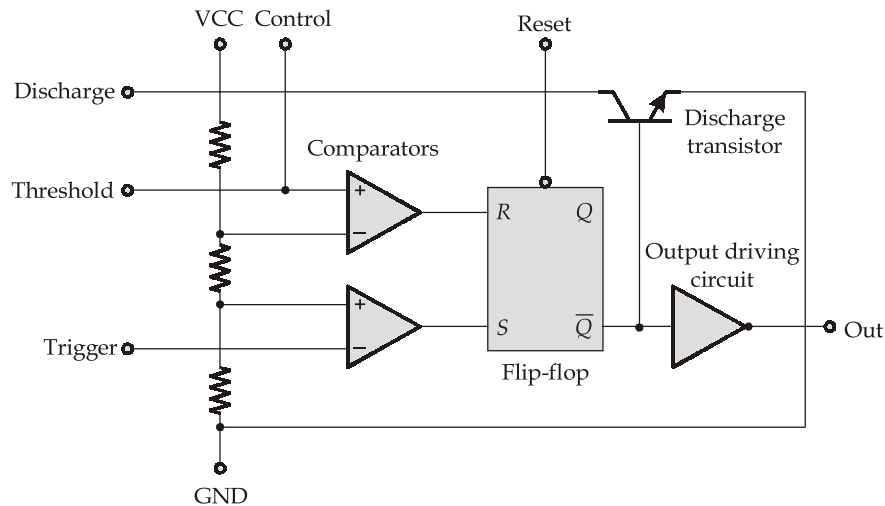 VCC Control
Reset
Discharge
Discharge
transistor
Comparators
Threshold
+
−
R
Q
Output driving
circuit
+
−
S
Q̅
Out
Trigger
Flip-flop
GND